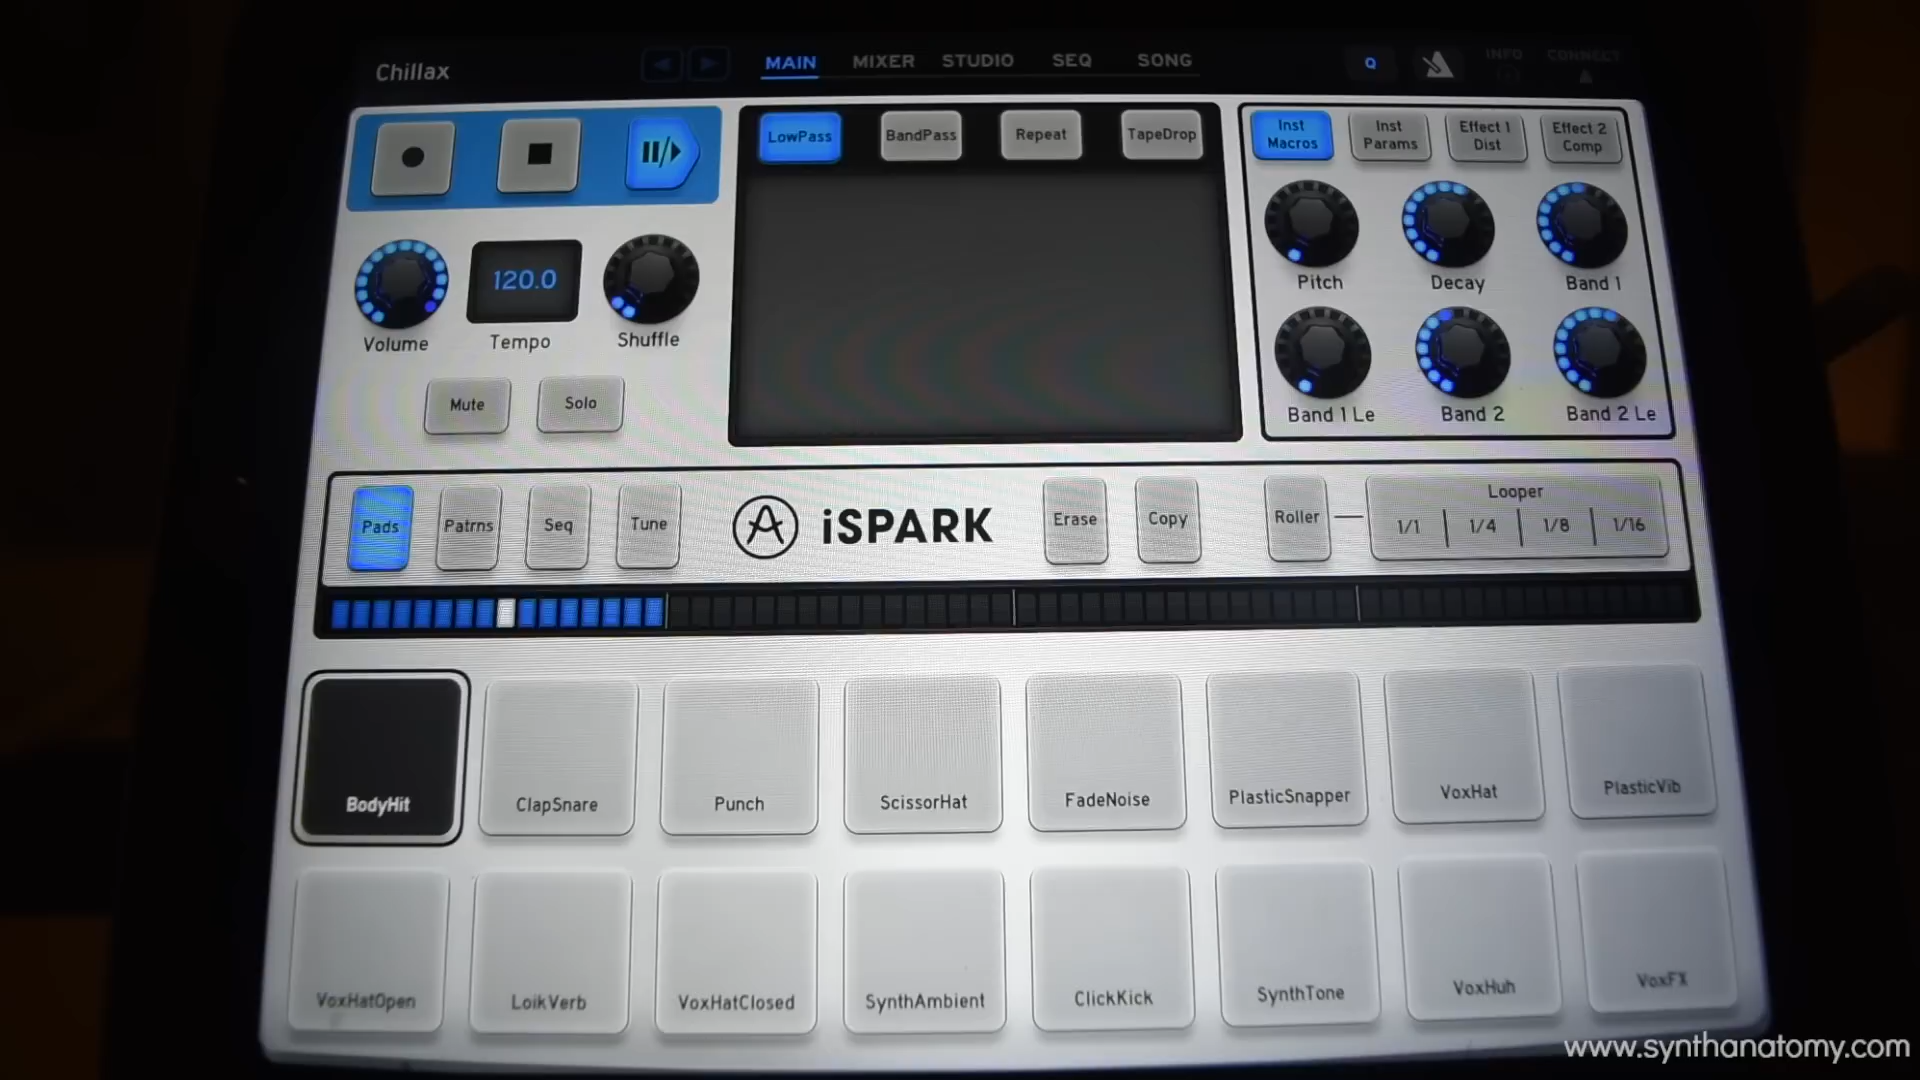 Chillax
MAIN MIXER STUDIO SEQ SONG
Q INFO CONNECT
LowPass BandPass Repeat TapeDrop
Inst Macros
Inst Params
Effect 1 Dist
Effect 2 Comp
120.0
Volume Tempo Shuffle
Pitch Decay Band 1
Mute Solo
Band 1 Le Band 2 Band 2 Le
Pads Patrns Seq Tune
iSPARK
Erase Copy Roller
Looper
1/1 1/4 1/8 1/16
BodyHit ClapSnare Punch ScissorHat FadeNoise PlasticSnapper VoxHat PlasticVib
VoxHatOpen LoikVerb VoxHatClosed SynthAmbient ClickKick SynthTone VoxHuh VoxFX
www.synthanatomy.com